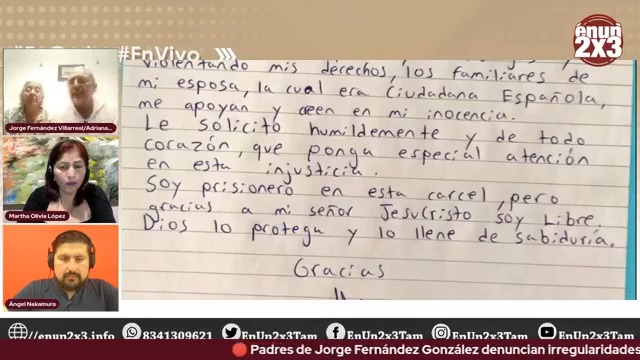 #EnVivo
enun
2X3
violentando mis derechos, los familiares de
mi esposa, la cual era Ciudadana Española,
me apoyan y creen en mi inocencia.
Le solicito humildemente y de todo
corazón, que ponga especial atención
en esta injusticia.
Soy prisionero en esta carcel, pero
gracias a mi señor Jesucristo soy Libre.
Dios lo protega y lo llene de sabiduría.
Gracias
Jorge Fernández Villarreal/Adriana...
Martha Olivia López
Ángel Nakamura
//enun2x3.info
8341309621
EnUn2x3Tam
EnUn2x3Tam
EnUn2x3Tam
EnUn2x3Tam
Padres de Jorge Fernández González denuncian irregularidades